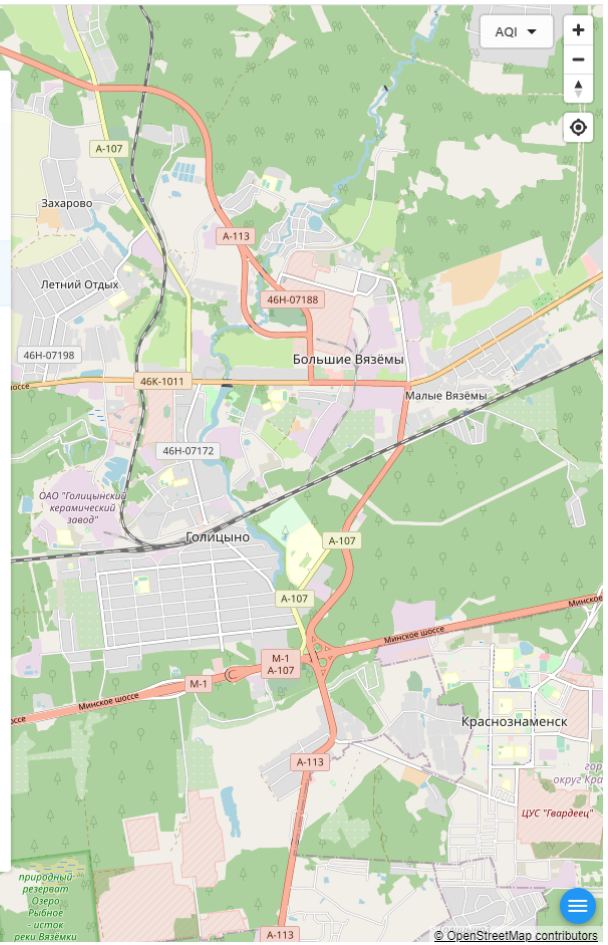 AQI
А-107
Захарово
А-113
Летний Отдых
46Н-07188
46Н-07198
Большие Вязёмы
46К-1011
Малые Вязёмы
46Н-07172
ОАО "Голицынский
керамический
завод"
Голицыно
А-107
А-107
Минское
Минское шоссе
М-1
А-107
М-1
Минское шоссе
Краснознаменск
А-113
ЦУС "Гвардеец"
природный
резерват
Озеро
Рыбное
- исток
реки Вязёмки
А-113
© OpenStreetMap contributors